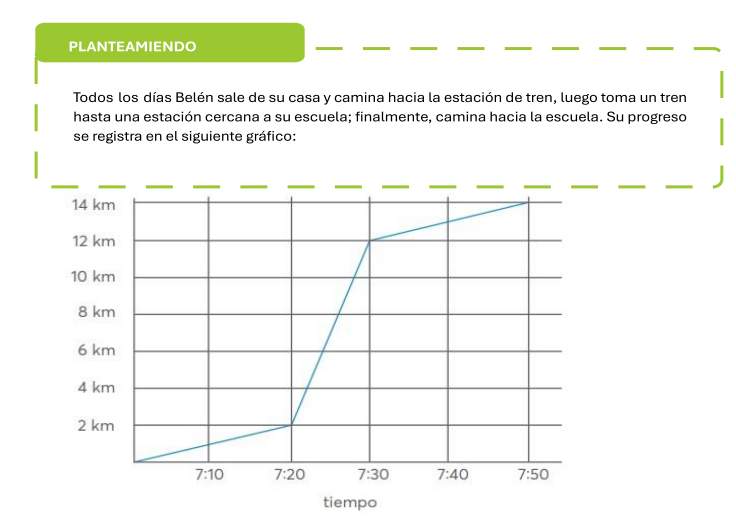 PLANTEAMIENDO
Todos los días Belén sale de su casa y camina hacia la estación de tren, luego toma un tren
hasta una estación cercana a su escuela; finalmente, camina hacia la escuela. Su progreso
se registra en el siguiente gráfico:
14 km
12 km
10 km
8 km
6 km
4 km
2 km
7:10 7:20 7:30 7:40 7:50
tiempo